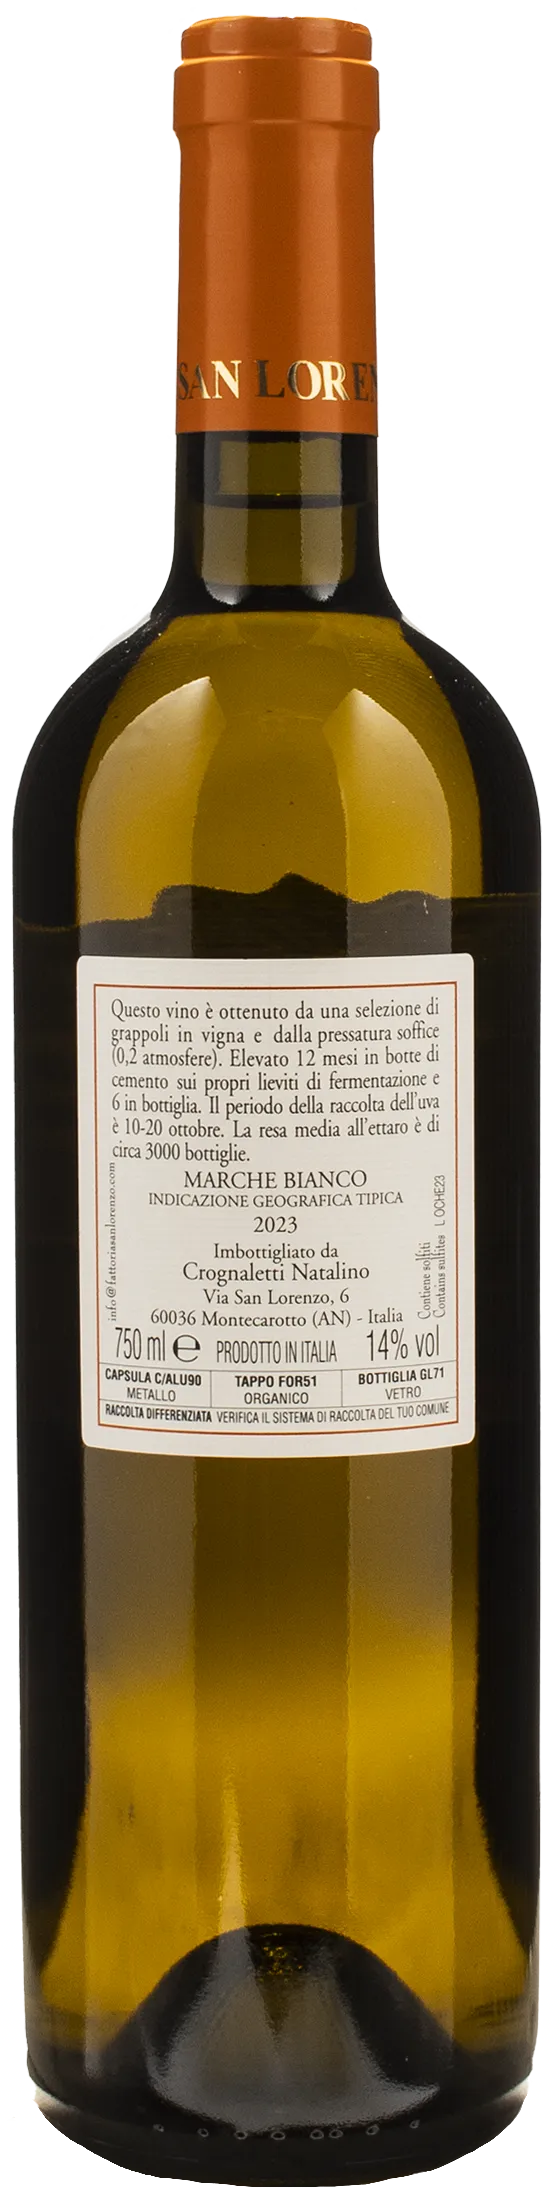 SAN LOREN
Questo vino è ottenuto da una selezione di
grappoli in vigna e dalla pressatura soffice
(0,2 atmosfere). Elevato 12 mesi in botte di
cemento sui propri lieviti di fermentazione e
6 in bottiglia. Il periodo della raccolta dell'uva
è 10-20 ottobre. La resa media all'ettaro è di
circa 3000 bottiglie.
MARCHE BIANCO
INDICAZIONE GEOGRAFICA TIPICA
2023
Imbottigliato da
Crognaletti Natalino
Via San Lorenzo, 6
60036 Montecarotto (AN) - Italia
info@fattoriasanlorenzo.com
Contiene solfiti
Contains sulfites L OCHE23
750 ml e PRODOTTO IN ITALIA 14% vol
CAPSULA C/ALU90 TAPPO FOR51 BOTTIGLIA GL71
METALLO ORGANICO VETRO
RACCOLTA DIFFERENZIATA VERIFICA IL SISTEMA DI RACCOLTA DEL TUO COMUNE